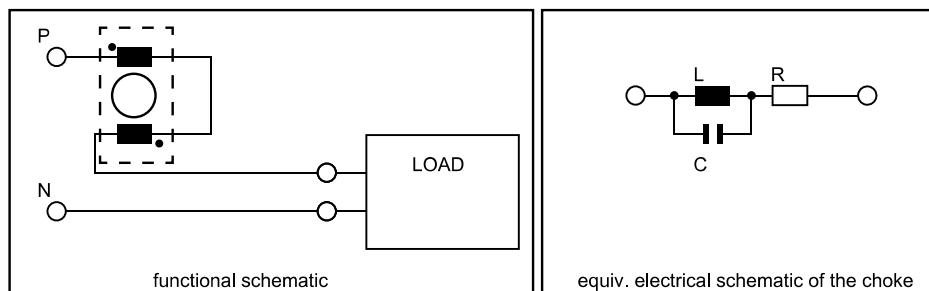 P
N
LOAD
functional schematic
L
R
C
equiv. electrical schematic of the choke